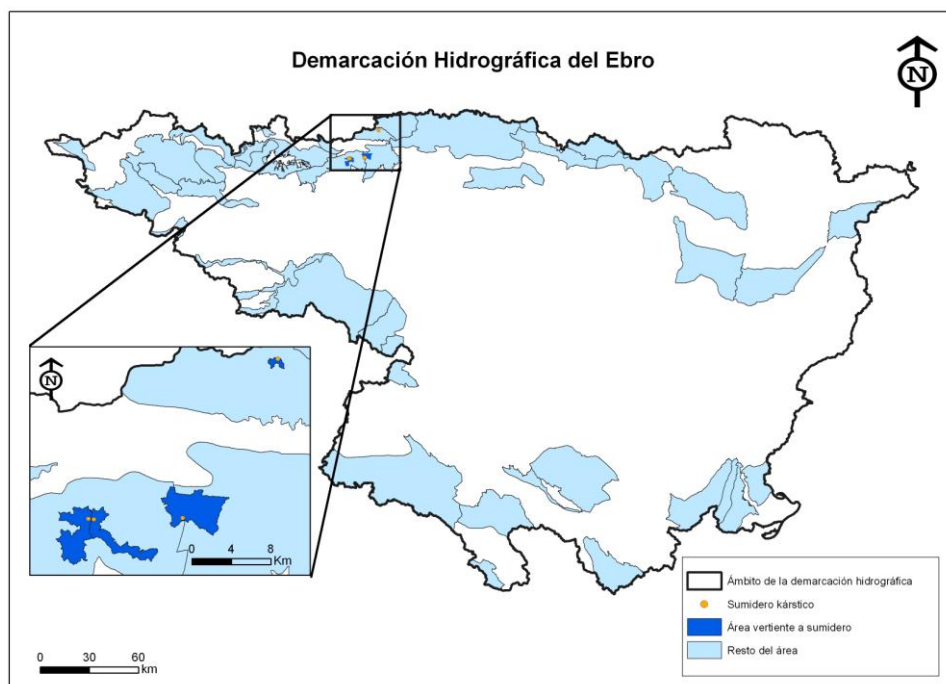 Demarcación Hidrográfica del Ebro
N
N
0 4 8
Km
0 30 60
km
Ámbito de la demarcación hidrográfica
Sumidero kárstico
Área vertiente a sumidero
Resto del área